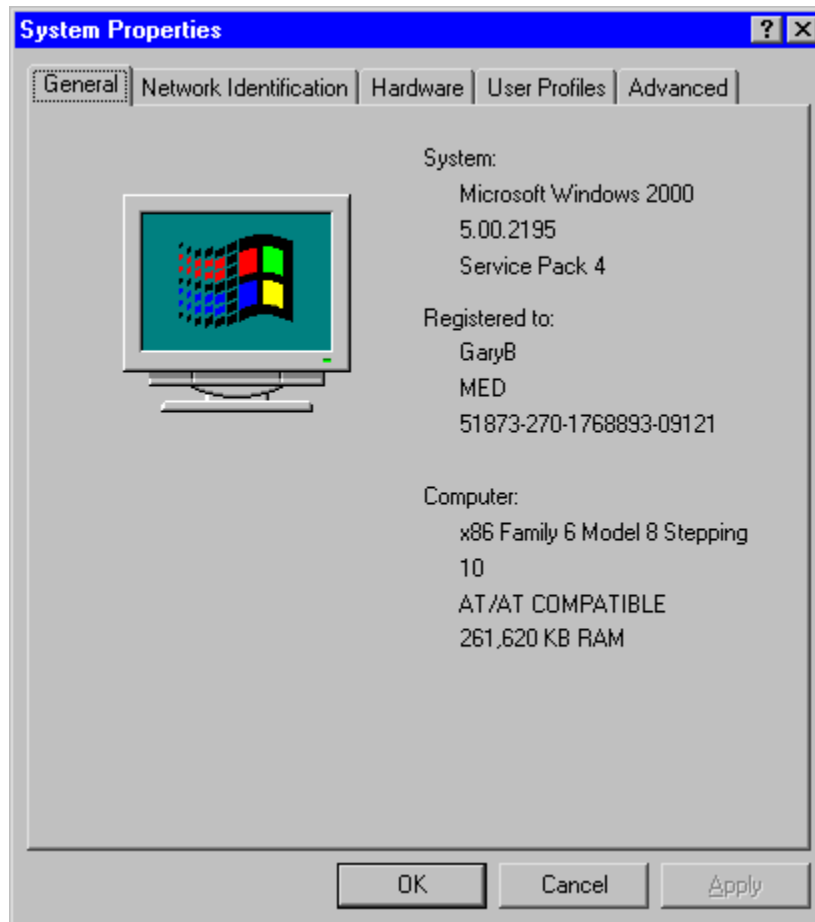 System Properties
?
General
Network Identification
Hardware
User Profiles
Advanced
System:
Microsoft Windows 2000
5.00.2195
Service Pack 4
Registered to:
GaryB
MED
51873-270-1768893-09121
Computer:
x86 Family 6 Model 8 Stepping
10
AT/AT COMPATIBLE
261,620 KB RAM
OK
Cancel
Apply